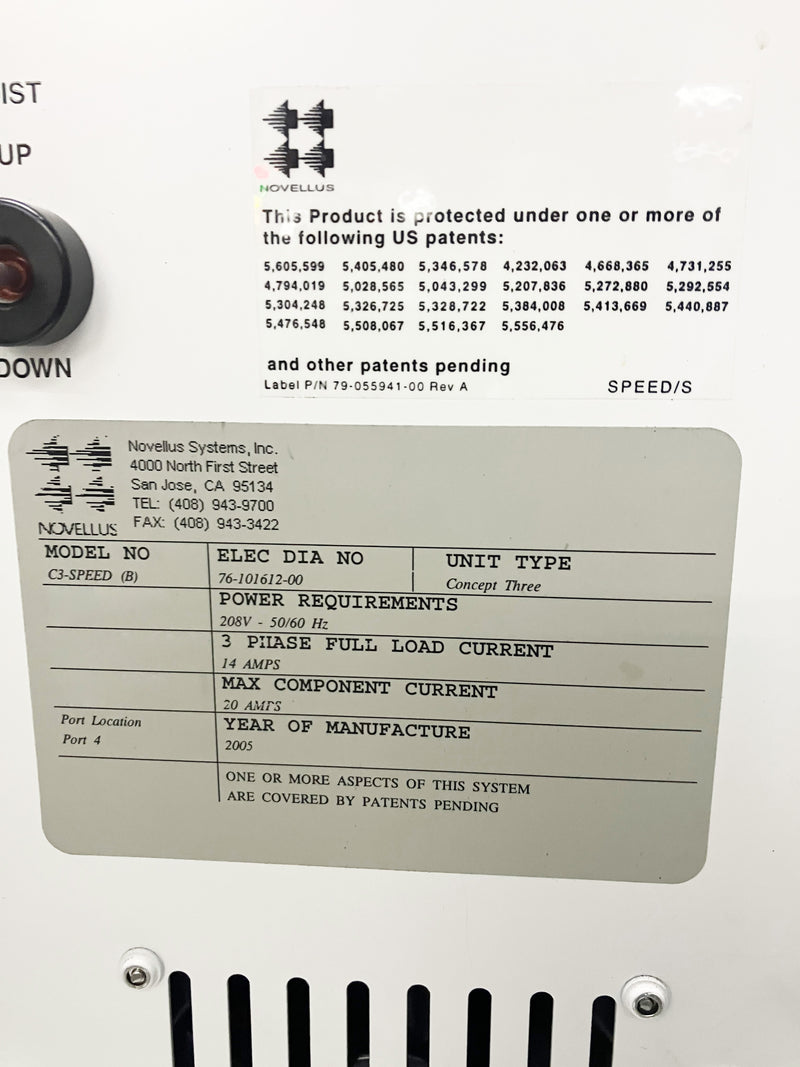 IST
UP
DOWN
NOVELLUS
This Product is protected under one or more of
the following US patents:
5,605,599 5,405,480 5,346,578 4,232,063 4,668,365 4,731,255
4,794,019 5,028,565 5,043,299 5,207,836 5,272,880 5,292,554
5,304,248 5,326,725 5,328,722 5,384,008 5,413,669 5,440,887
5,476,548 5,508,067 5,516,367 5,556,476
and other patents pending
Label P/N 79-055941-00 Rev A SPEED/S
NOVELLUS
Novellus Systems, Inc.
4000 North First Street
San Jose, CA 95134
TEL: (408) 943-9700
FAX: (408) 943-3422
MODEL NO ELEC DIA NO UNIT TYPE
C3-SPEED (B) 76-101612-00 Concept Three
POWER REQUIREMENTS
208V - 50/60 Hz
3 PHASE FULL LOAD CURRENT
14 AMPS
MAX COMPONENT CURRENT
20 AMPS
Port Location YEAR OF MANUFACTURE
Port 4 2005
ONE OR MORE ASPECTS OF THIS SYSTEM
ARE COVERED BY PATENTS PENDING